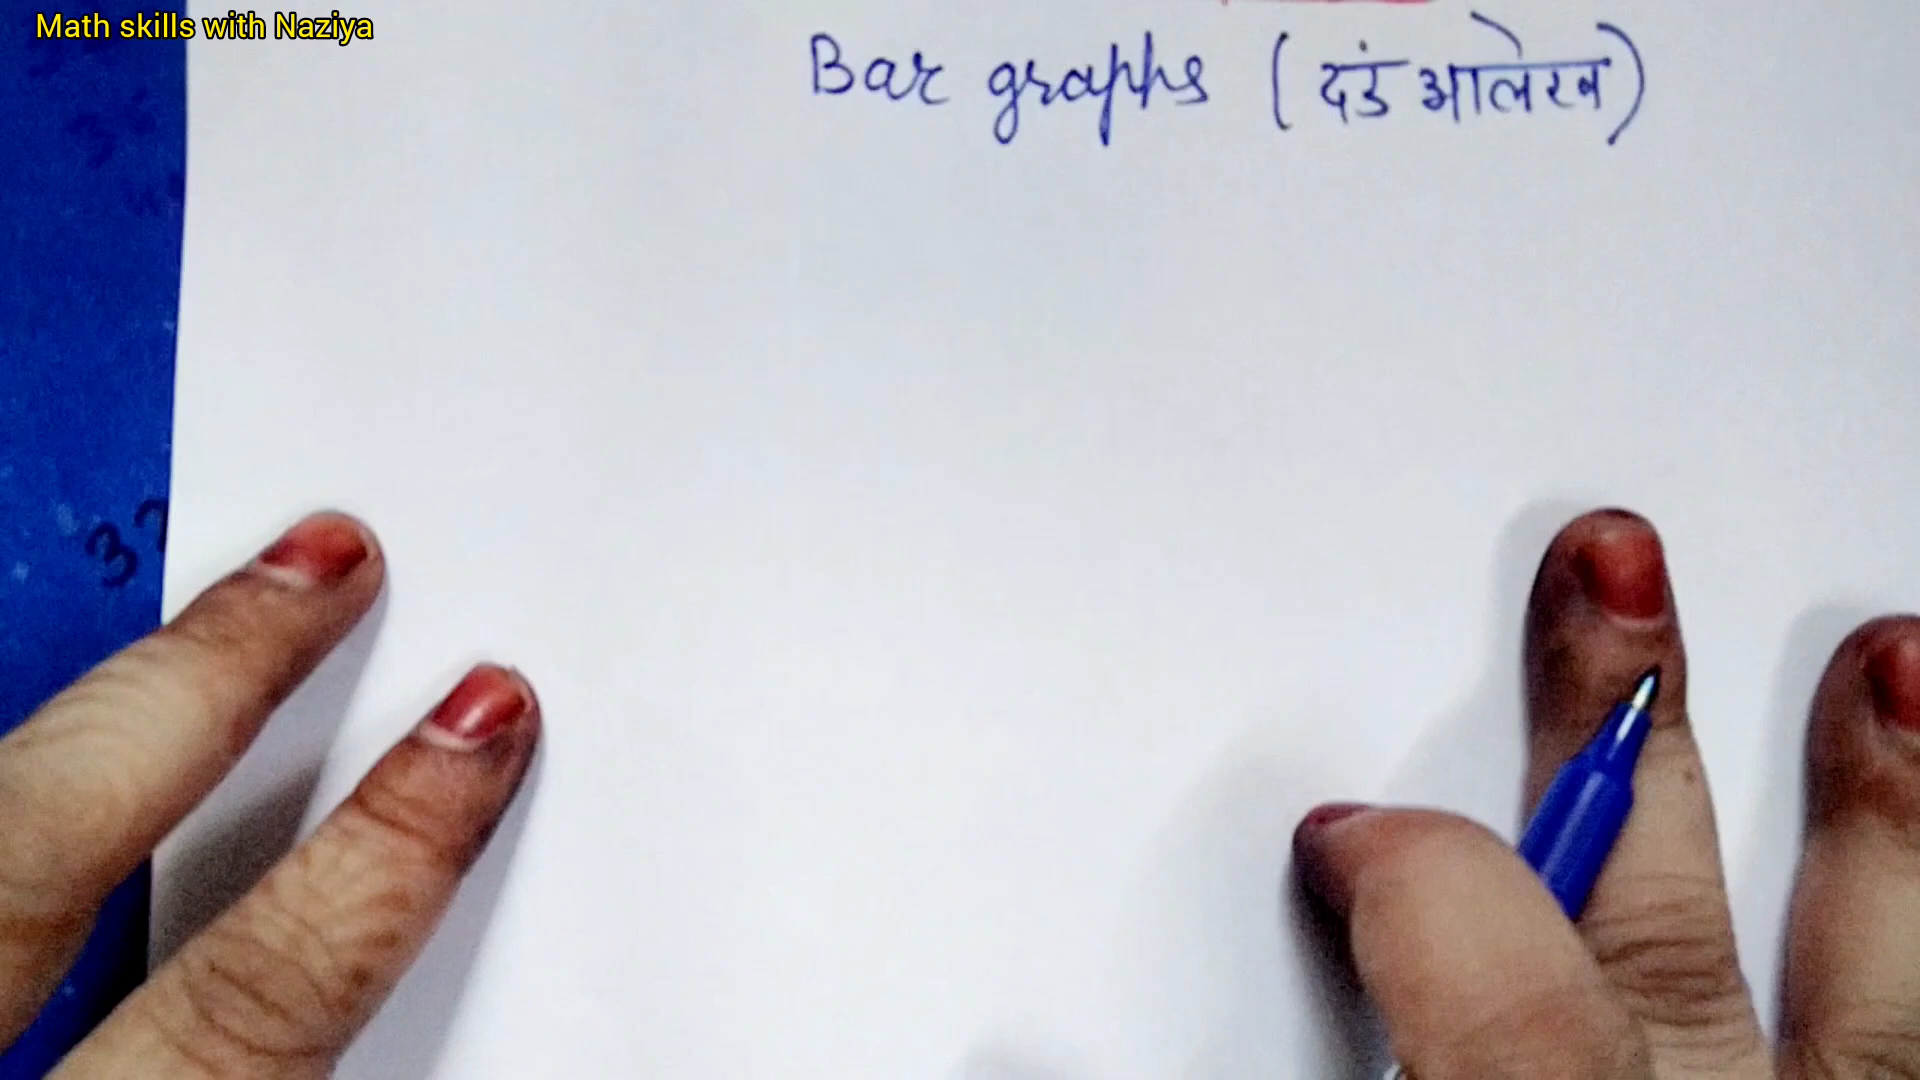 Math skills with Naziya
Bar graphs (दंड आलेख)